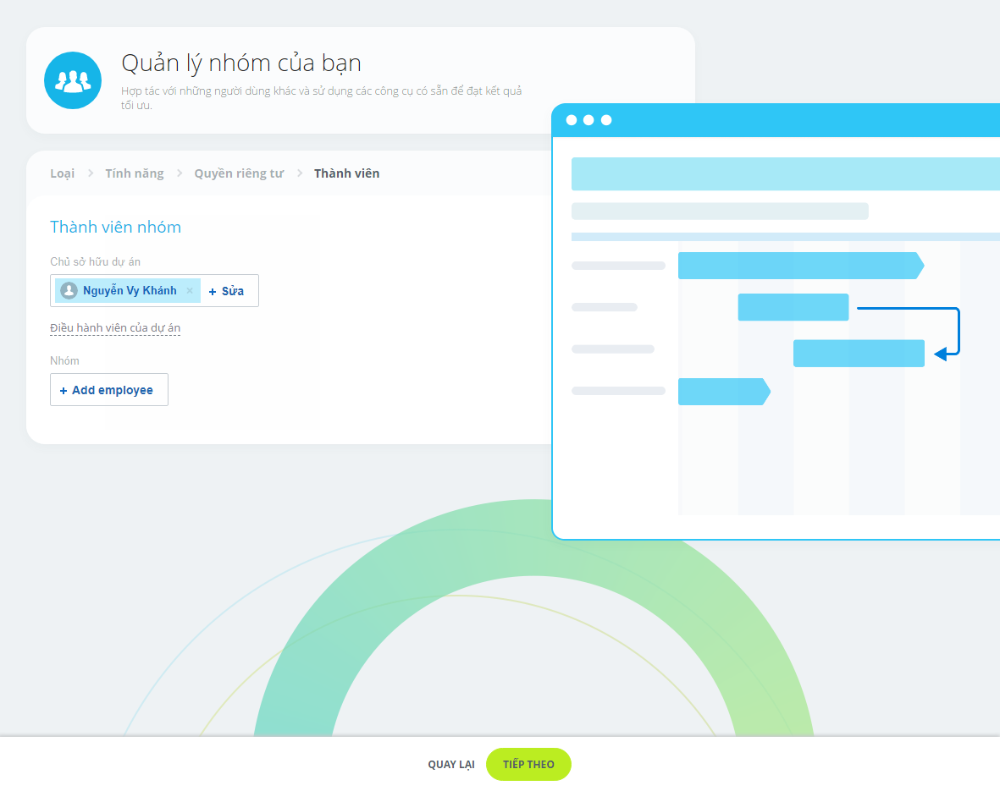 Quản lý nhóm của bạn
Hợp tác với những người dùng khác và sử dụng các công cụ có sẵn để đạt kết quả
tối ưu.
Loại > Tính năng > Quyền riêng tư > Thành viên
Thành viên nhóm
Chủ sở hữu dự án
Nguyễn Vy Khánh × + Sửa
Điều hành viên của dự án
Nhóm
+ Add employee
QUAY LẠI TIẾP THEO